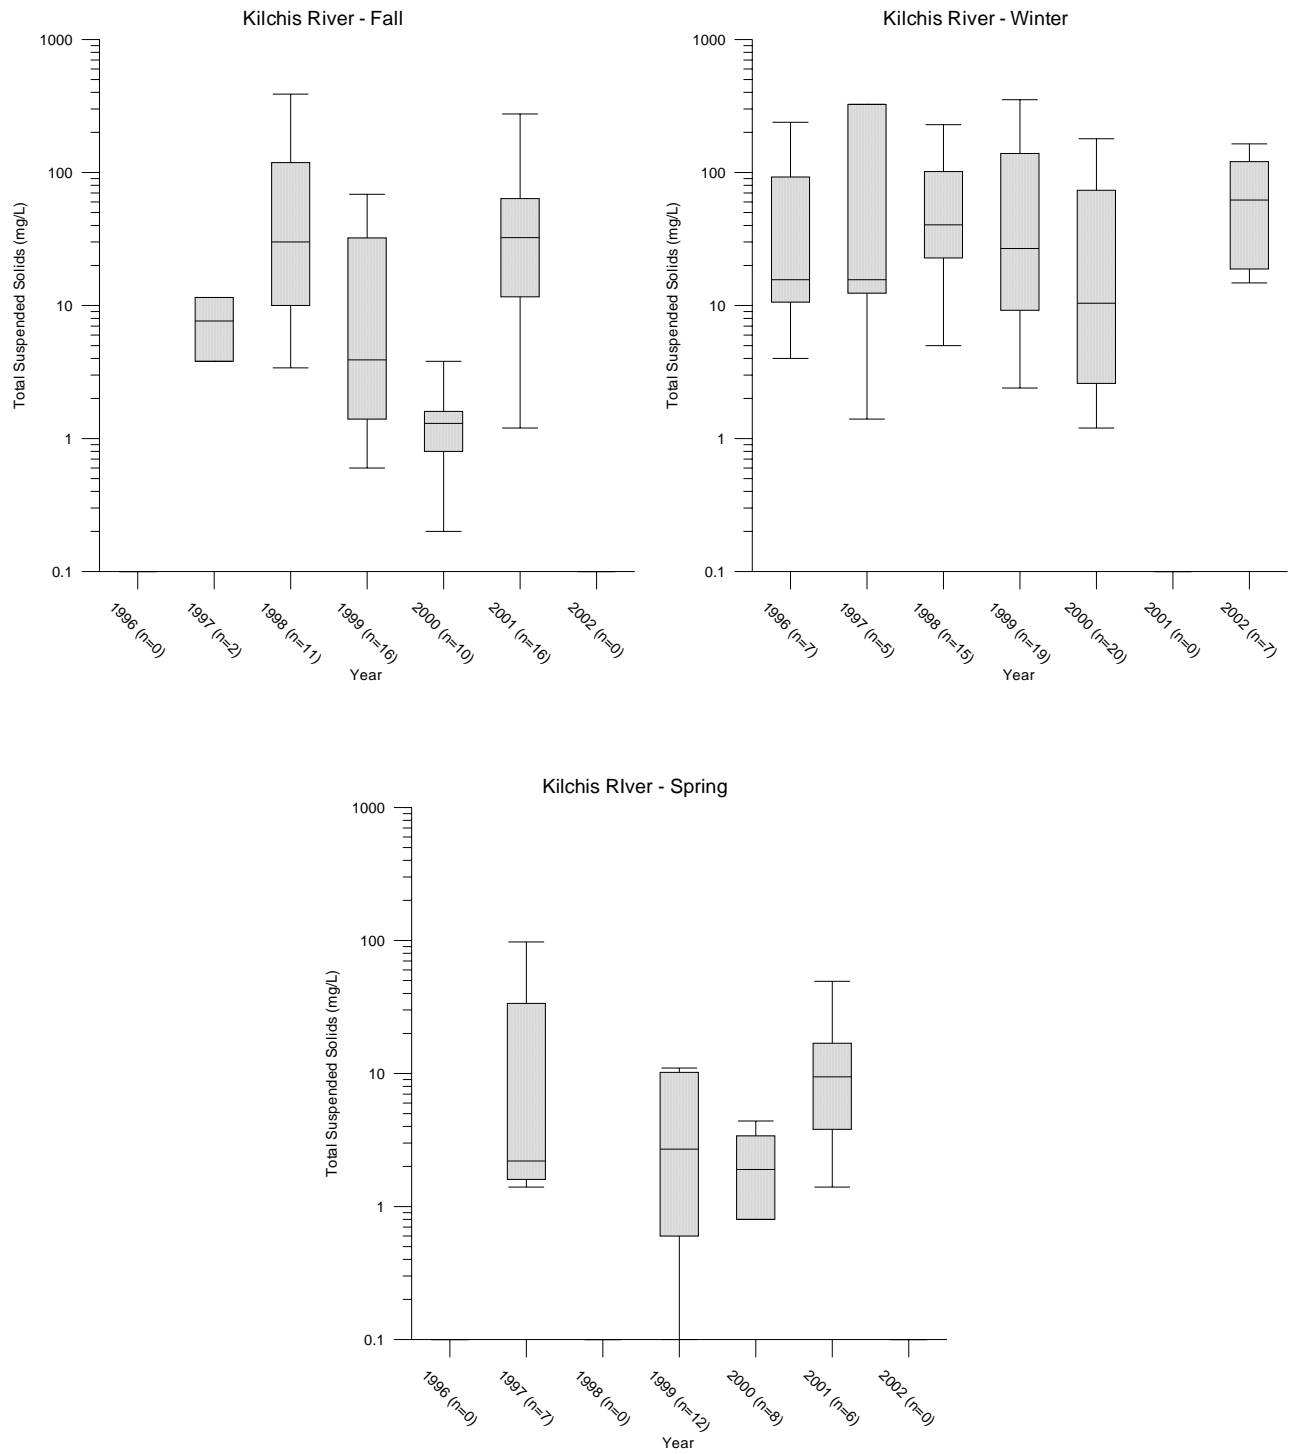 Kilchis River - Fall
1000
100
10
1
0.1
Total Suspended Solids (mg/L)
1996 (n=0)
1997 (n=2)
1998 (n=11)
1999 (n=16)
2000 (n=10)
2001 (n=16)
2002 (n=0)
Year
Kilchis River - Winter
1000
100
10
1
0.1
Total Suspended Solids (mg/L)
1996 (n=7)
1997 (n=5)
1998 (n=15)
1999 (n=19)
2000 (n=20)
2001 (n=0)
2002 (n=7)
Year
Kilchis RIver - Spring
1000
100
10
1
0.1
Total Suspended Solids (mg/L)
1996 (n=0)
1997 (n=7)
1998 (n=0)
1999 (n=12)
2000 (n=8)
2001 (n=6)
2002 (n=0)
Year